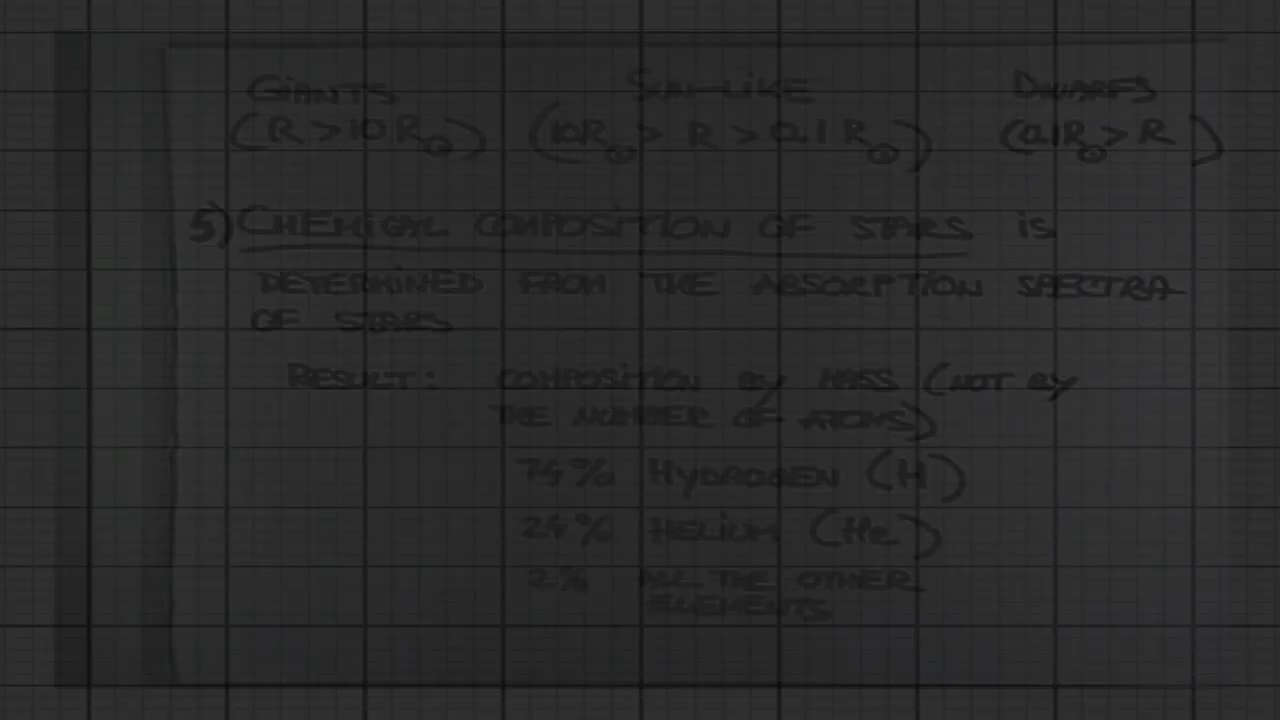 GIANTS SUN-LIKE DWARFS
(R > 10 R☉) (10R☉ > R > 0.1 R☉) (0.1R☉ > R)
5) CHEMICAL COMPOSITION OF STARS is
DETERMINED FROM THE ABSORPTION SPECTRA
OF STARS
RESULT: COMPOSITION By MASS (NOT By
THE NUMBER OF ATOMS)
74% HyDROGEN (H)
24% HELIUM (He)
2% ALL THE OTHER
ELEMENTS